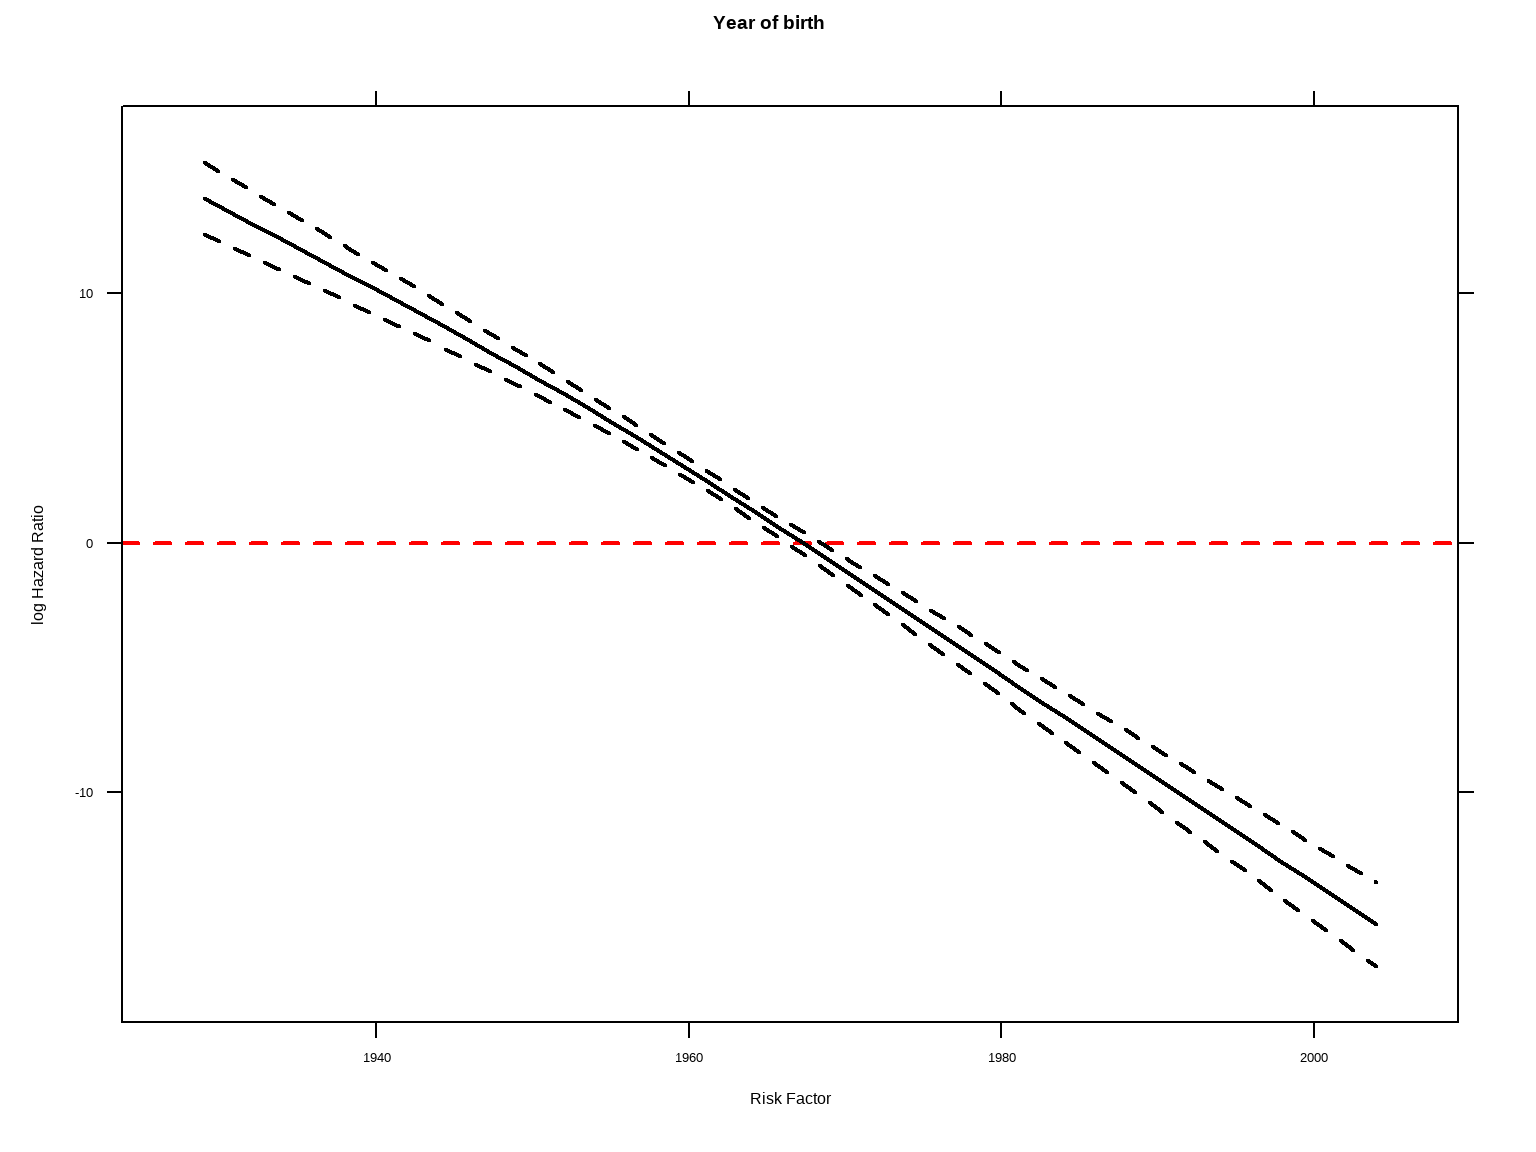 Year of birth
10
0
-10
log Hazard Ratio
1940 1960 1980 2000
Risk Factor